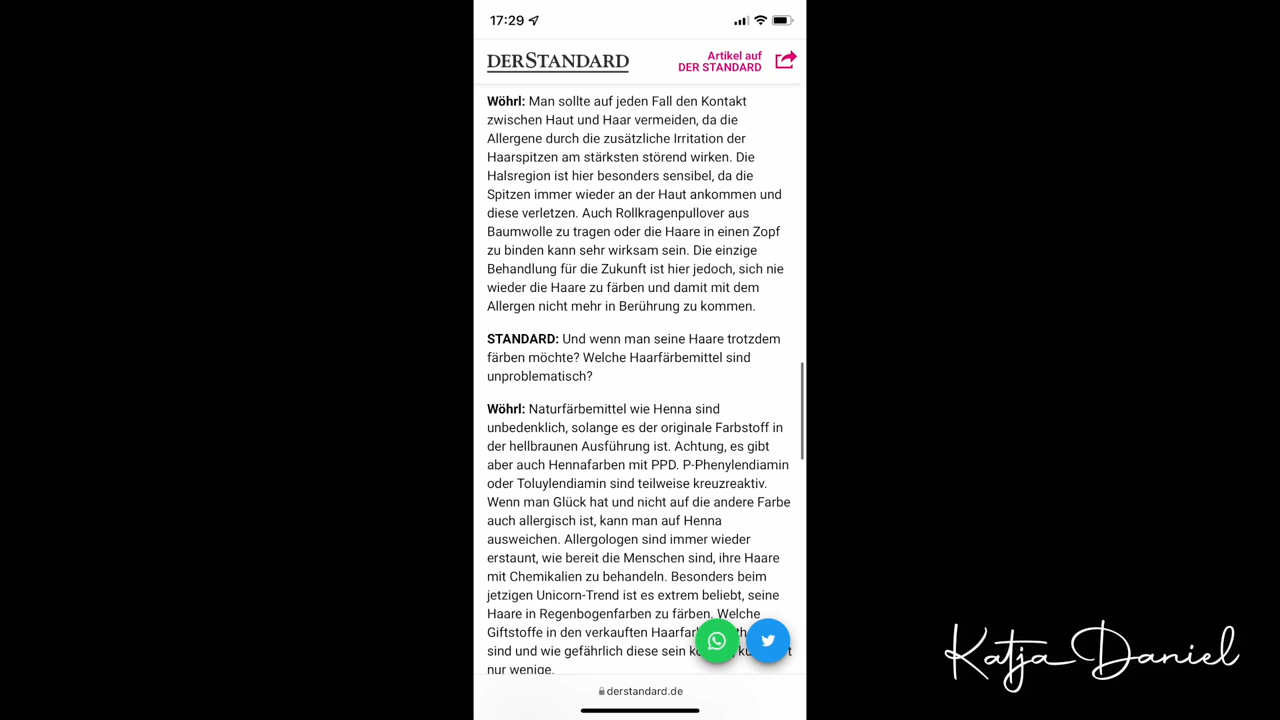 17:29
DERSTANDARD
Artikel auf
DER STANDARD
Wöhrl: Man sollte auf jeden Fall den Kontakt
zwischen Haut und Haar vermeiden, da die
Allergene durch die zusätzliche Irritation der
Haarspitzen am stärksten störend wirken. Die
Halsregion ist hier besonders sensibel, da die
Spitzen immer wieder an der Haut ankommen und
diese verletzen. Auch Rollkragenpullover aus
Baumwolle zu tragen oder die Haare in einen Zopf
zu binden kann sehr wirksam sein. Die einzige
Behandlung für die Zukunft ist hier jedoch, sich nie
wieder die Haare zu färben und damit mit dem
Allergen nicht mehr in Berührung zu kommen.
STANDARD: Und wenn man seine Haare trotzdem
färben möchte? Welche Haarfärbemittel sind
unproblematisch?
Wöhrl: Naturfärbemittel wie Henna sind
unbedenklich, solange es der originale Farbstoff in
der hellbraunen Ausführung ist. Achtung, es gibt
aber auch Hennafarben mit PPD. P-Phenylendiamin
oder Toluylendiamin sind teilweise kreuzreaktiv.
Wenn man Glück hat und nicht auf die andere Farbe
auch allergisch ist, kann man auf Henna
ausweichen. Allergologen sind immer wieder
erstaunt, wie bereit die Menschen sind, ihre Haare
mit Chemikalien zu behandeln. Besonders beim
jetzigen Unicorn-Trend ist es extrem beliebt, seine
Haare in Regenbogenfarben zu färben. Welche
Giftstoffe in den verkauften
sind und wie gefährlich diese sein
nur wenige.
derstandard.de
Katja Daniel